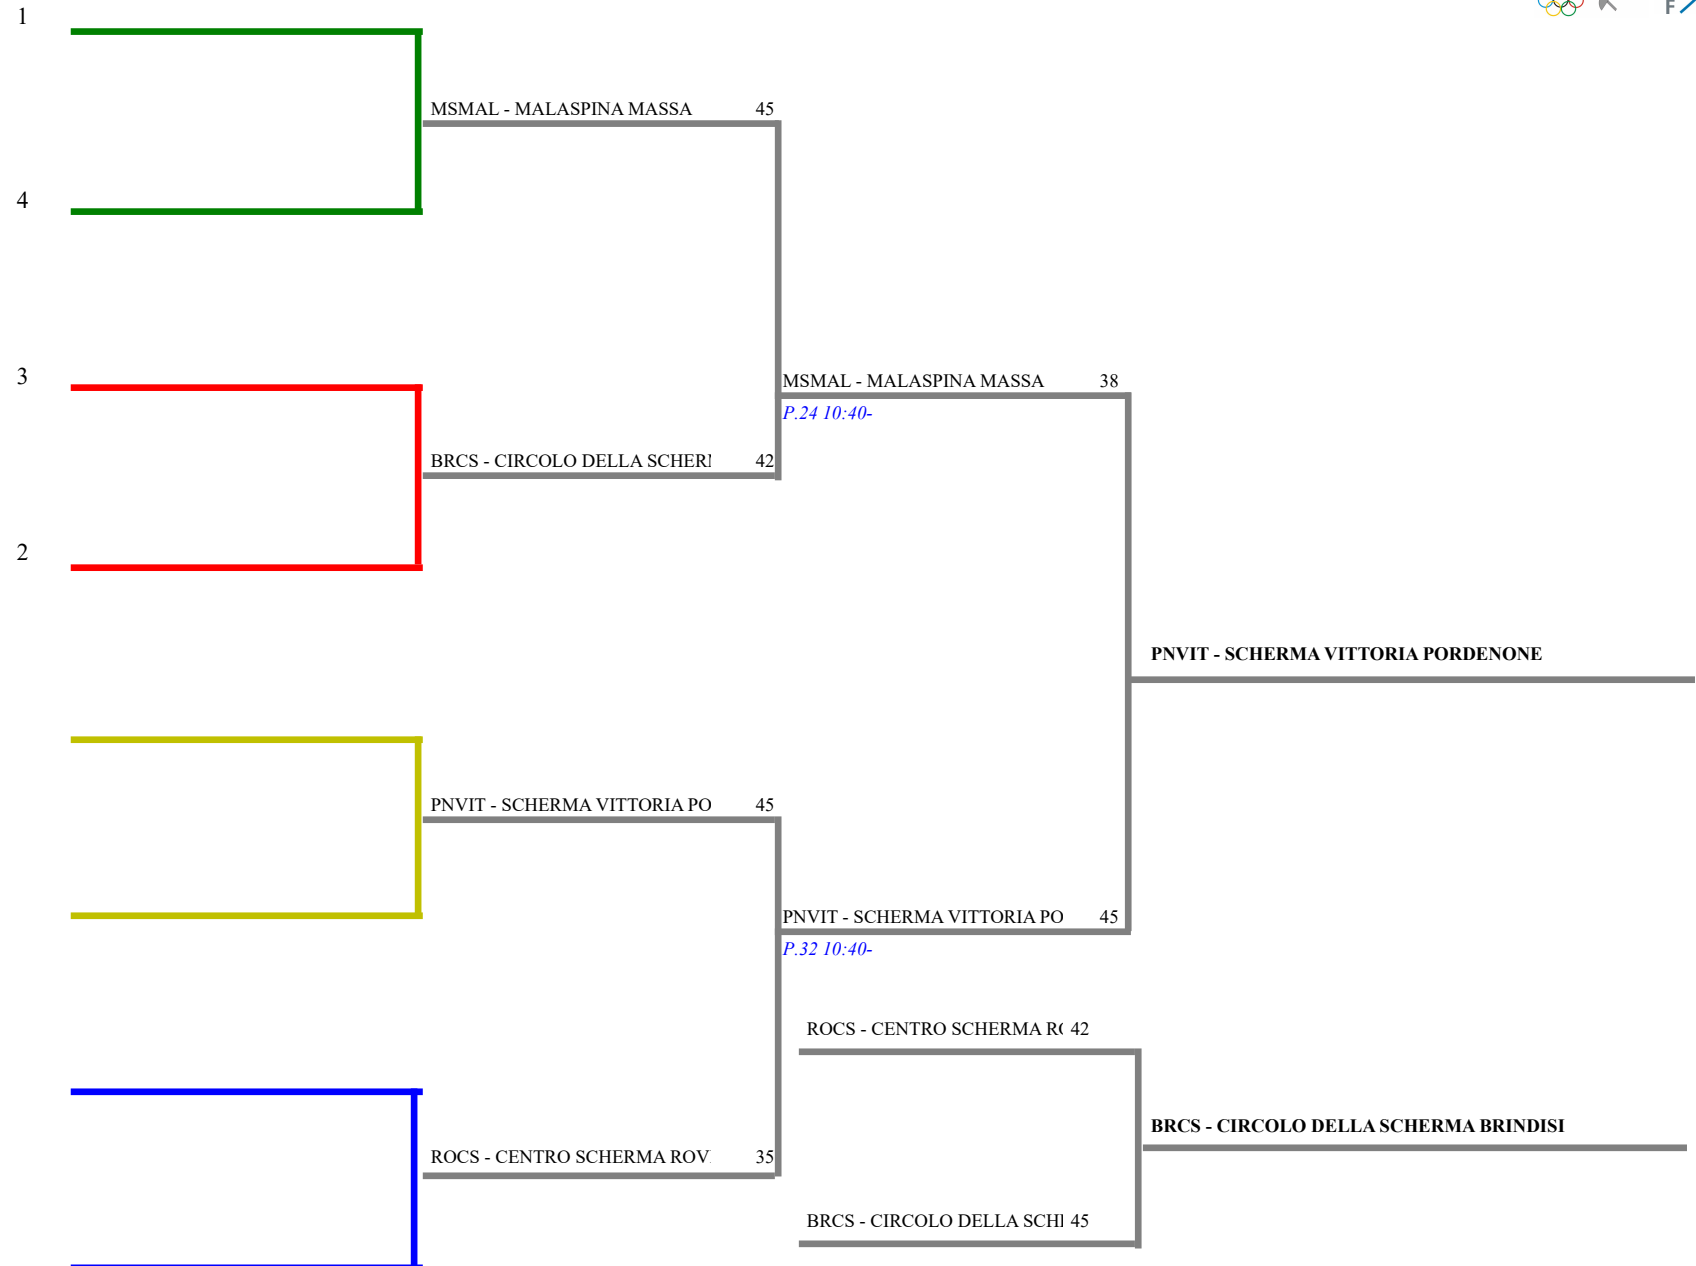 1
F
MSMAL - MALASPINA MASSA 45
4
3
MSMAL - MALASPINA MASSA 38
P.24 10:40-
BRCS - CIRCOLO DELLA 42
2
PNVIT - SCHERMA VITTORIA PORDENONE
PNVIT - SCHERMA VITTORIA PO 45
PNVIT - SCHERMA VITTORIA PO 45
P.32 10:40-
ROCS - CENTRO SCHERMA 42
BRCS - CIRCOLO DELLA SCHERMA BRINDISI
ROCS - CENTRO SCHERMA ROV 35
BRCS - CIRCOLO DELLA 45